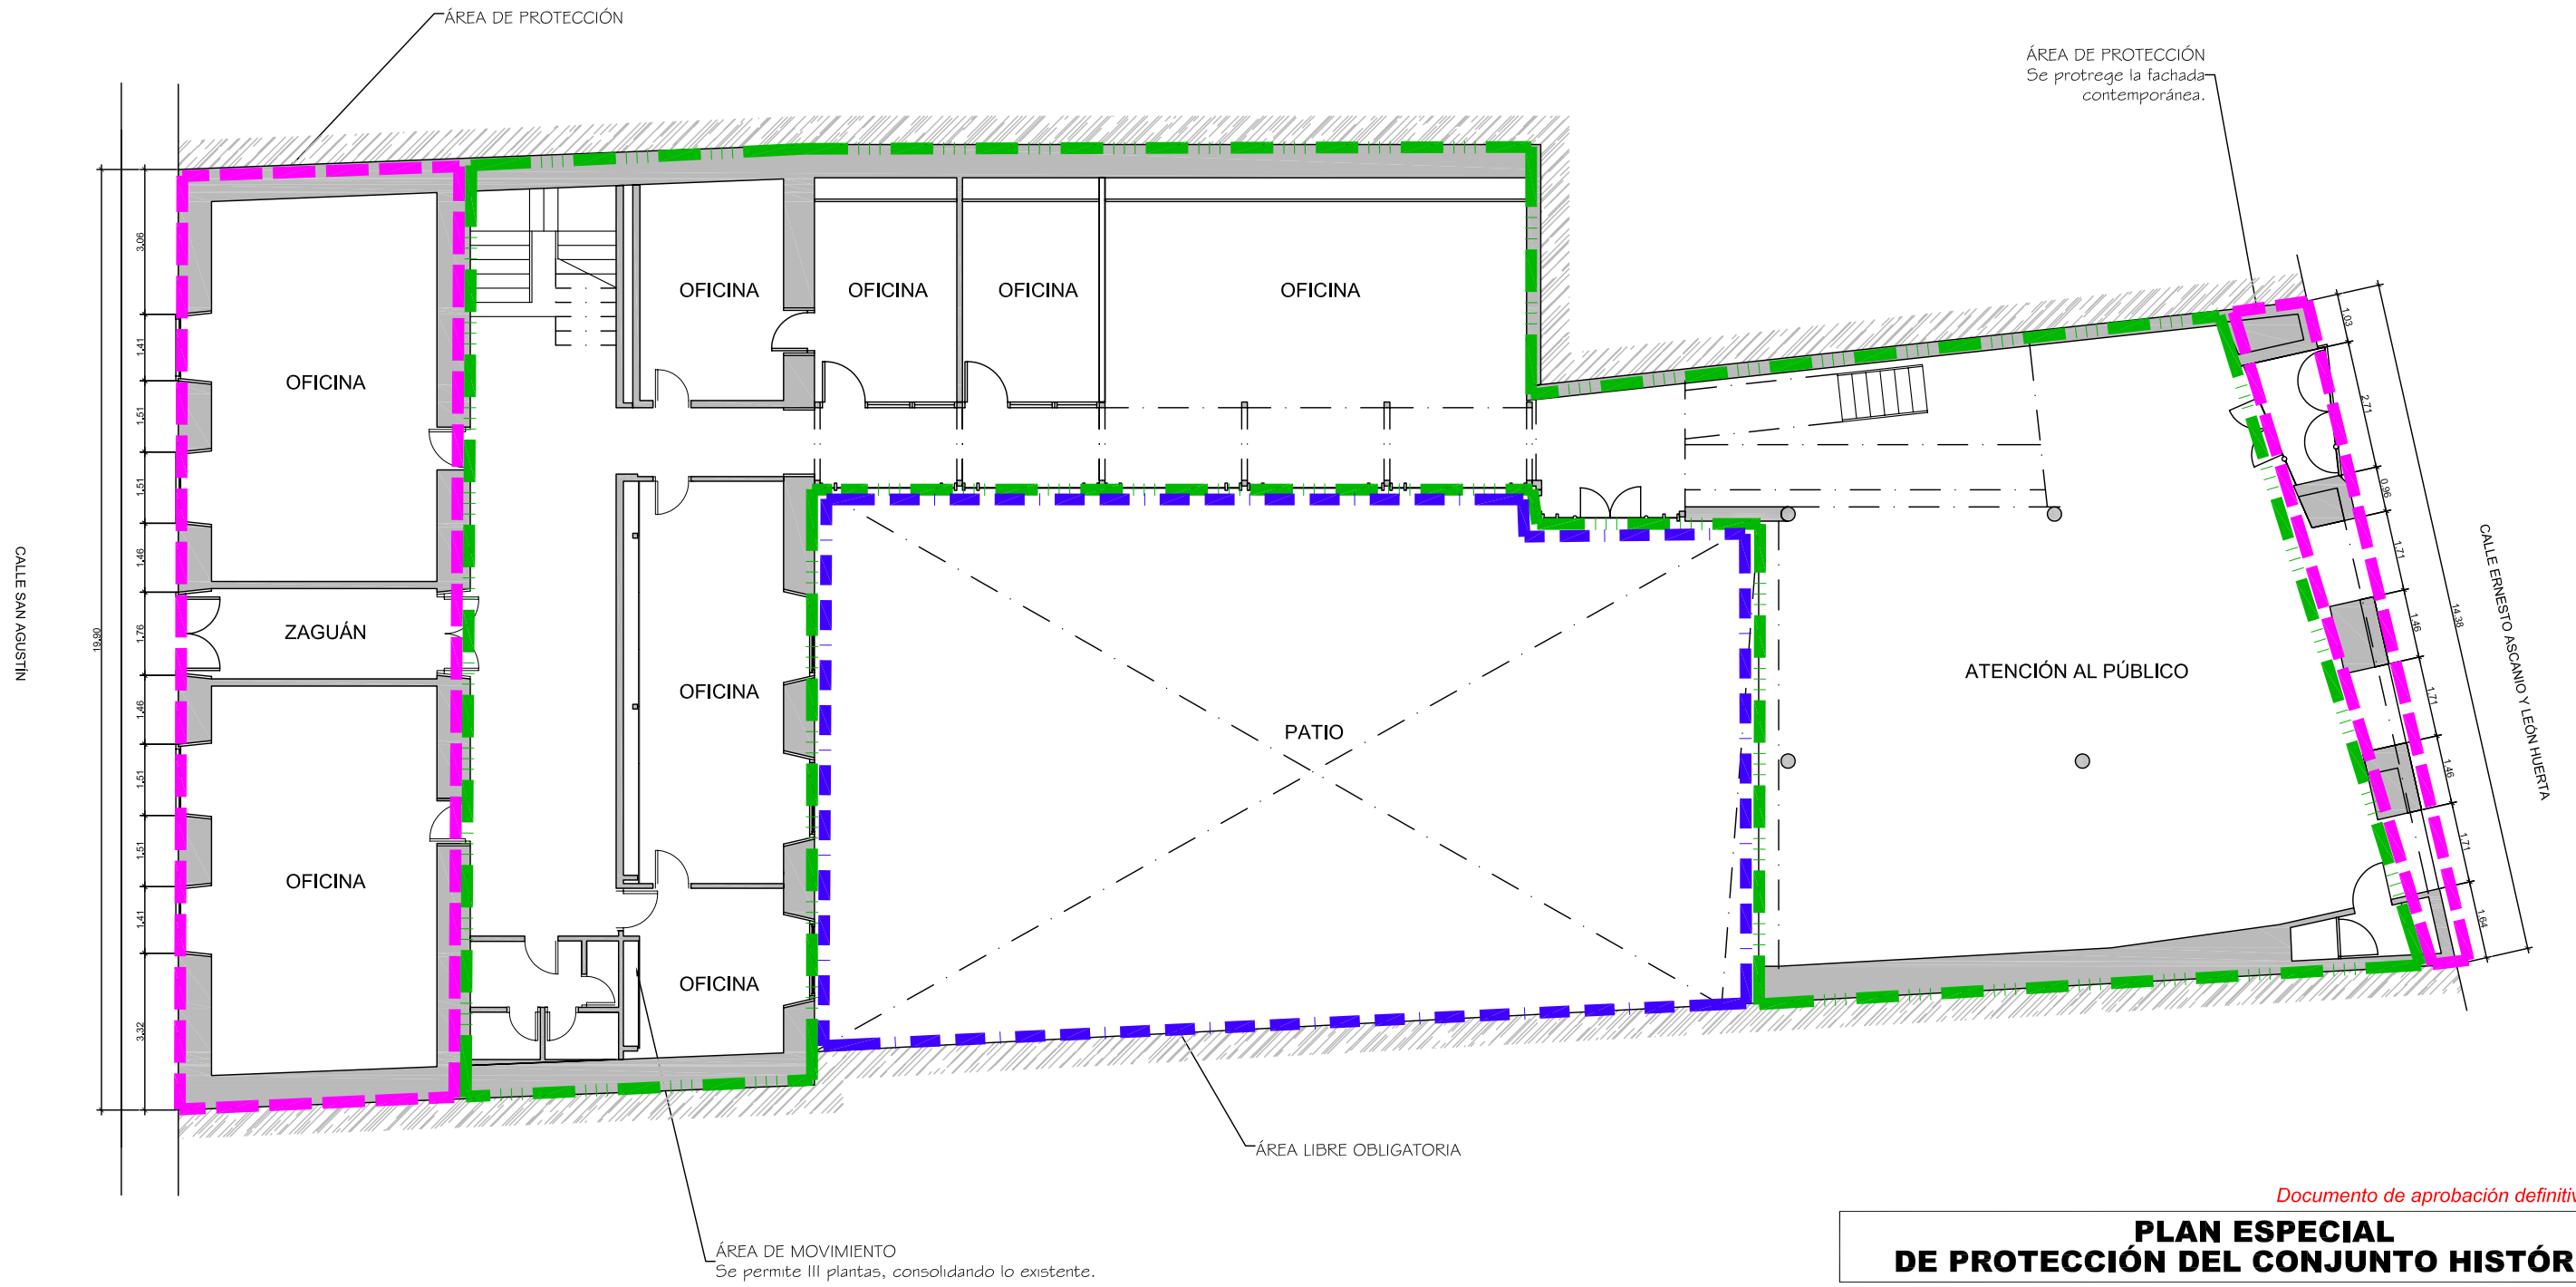 ÁREA DE PROTECCIÓN
ÁREA DE PROTECCIÓN
Se protrege la fachada
contemporánea.
OFICINA
OFICINA
OFICINA
OFICINA
OFICINA
ZAGUÁN
OFICINA
OFICINA
OFICINA
PATIO
ATENCIÓN AL PÚBLICO
CALLE SAN AGUSTÍN
19.90
3.06
1.41
1.51
1.51
1.46
1.76
1.46
1.51
1.51
1.41
3.32
1.03
2.71
0.96
1.71
1.46
1.71
1.46
1.71
1.64
14.38
CALLE ERNESTO ASCANIO Y LEÓN HUERTA
ÁREA LIBRE OBLIGATORIA
ÁREA DE MOVIMIENTO
Se permite III plantas, consolidando lo existente.
Documento de aprobación definitiv
PLAN ESPECIAL
DE PROTECCIÓN DEL CONJUNTO HISTÓR